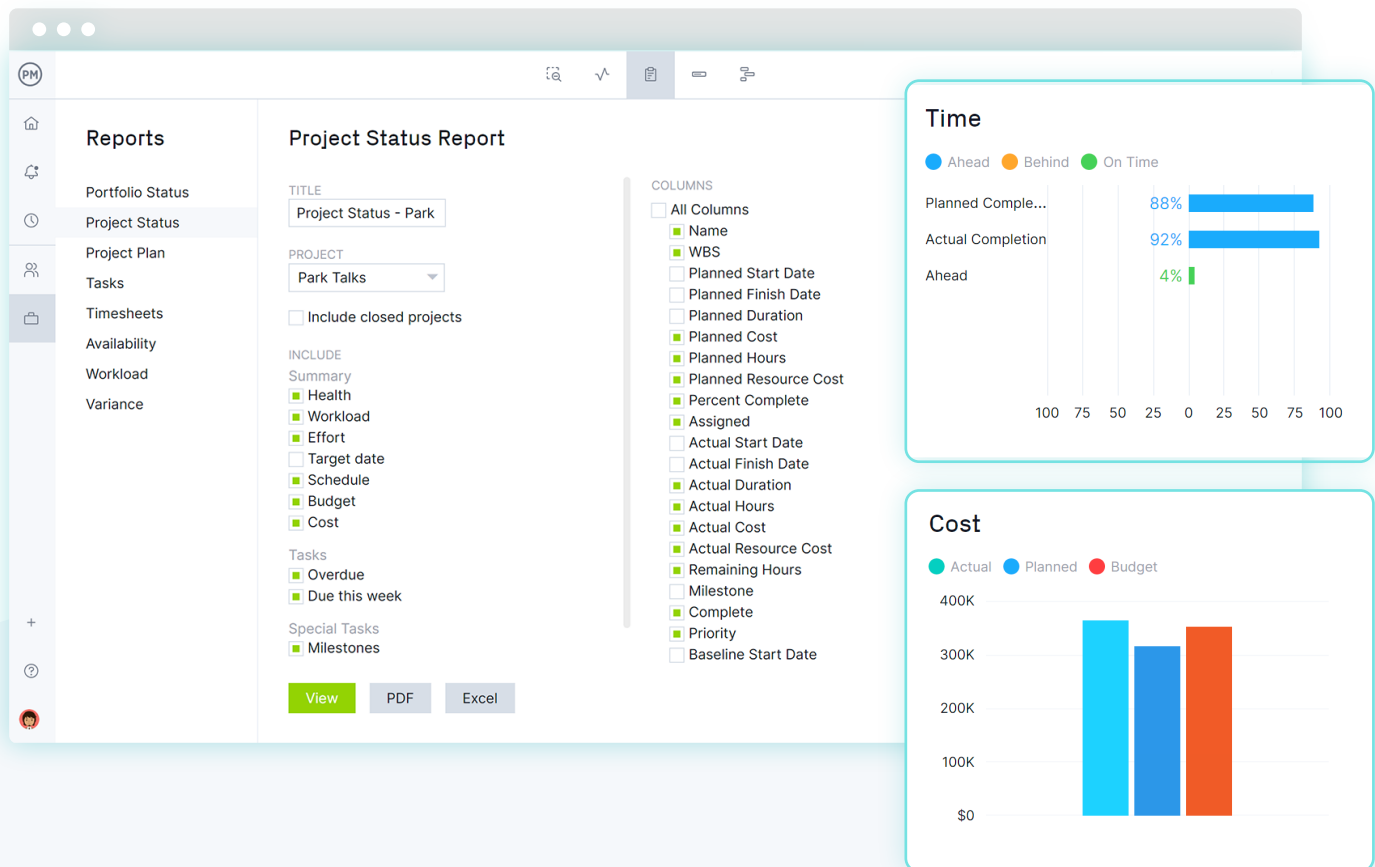 PM
Reports
Portfolio Status
Project Status
Project Plan
Tasks
Timesheets
Availability
Workload
Variance
Project Status Report
TITLE
Project Status - Park
PROJECT
Park Talks
Include closed projects
INCLUDE
Summary
Health
Workload
Effort
Target date
Schedule
Budget
Cost
Tasks
Overdue
Due this week
Special Tasks
Milestones
View PDF Excel
COLUMNS
All Columns
Name
WBS
Planned Start Date
Planned Finish Date
Planned Duration
Planned Cost
Planned Hours
Planned Resource Cost
Percent Complete
Assigned
Actual Start Date
Actual Finish Date
Actual Duration
Actual Hours
Actual Cost
Actual Resource Cost
Remaining Hours
Milestone
Complete
Priority
Baseline Start Date
Time
Ahead Behind On Time
Planned Comple... 88%
Actual Completion 92%
Ahead 4%
100 75 50 25 0 25 50 75 100
Cost
Actual Planned Budget
400K
300K
200K
100K
$0